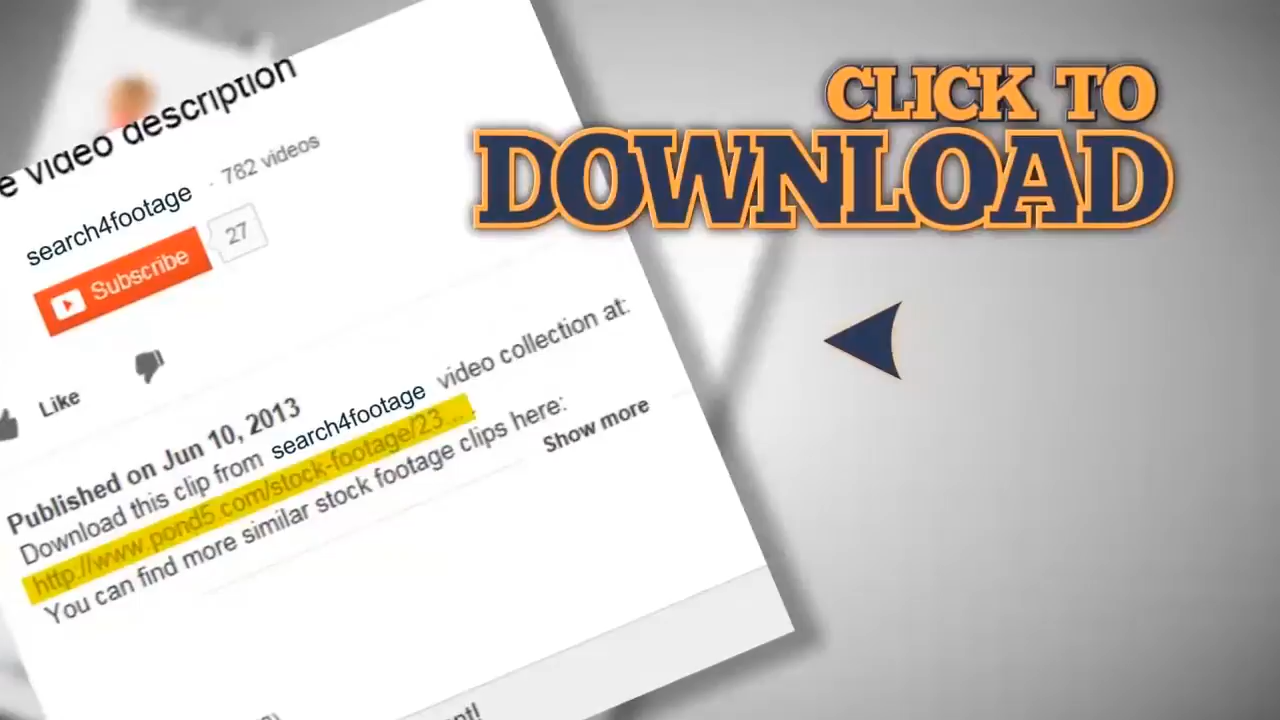 CLICK TO
DOWNLOAD
e video description
search4footage · 782 videos
Subscribe 27
Like
Published on Jun 10, 2013
Download this clip from search4footage video collection at:
http://www.pond5.com/stock-footage/23... .
You can find more similar stock footage clips here:
Show more